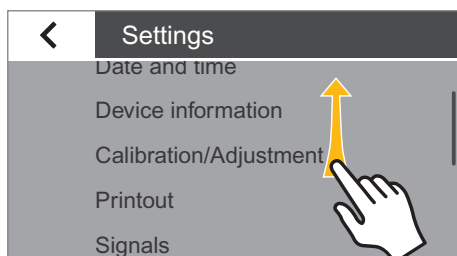 Settings
Date and time
Device information
Calibration/Adjustment
Printout
Signals